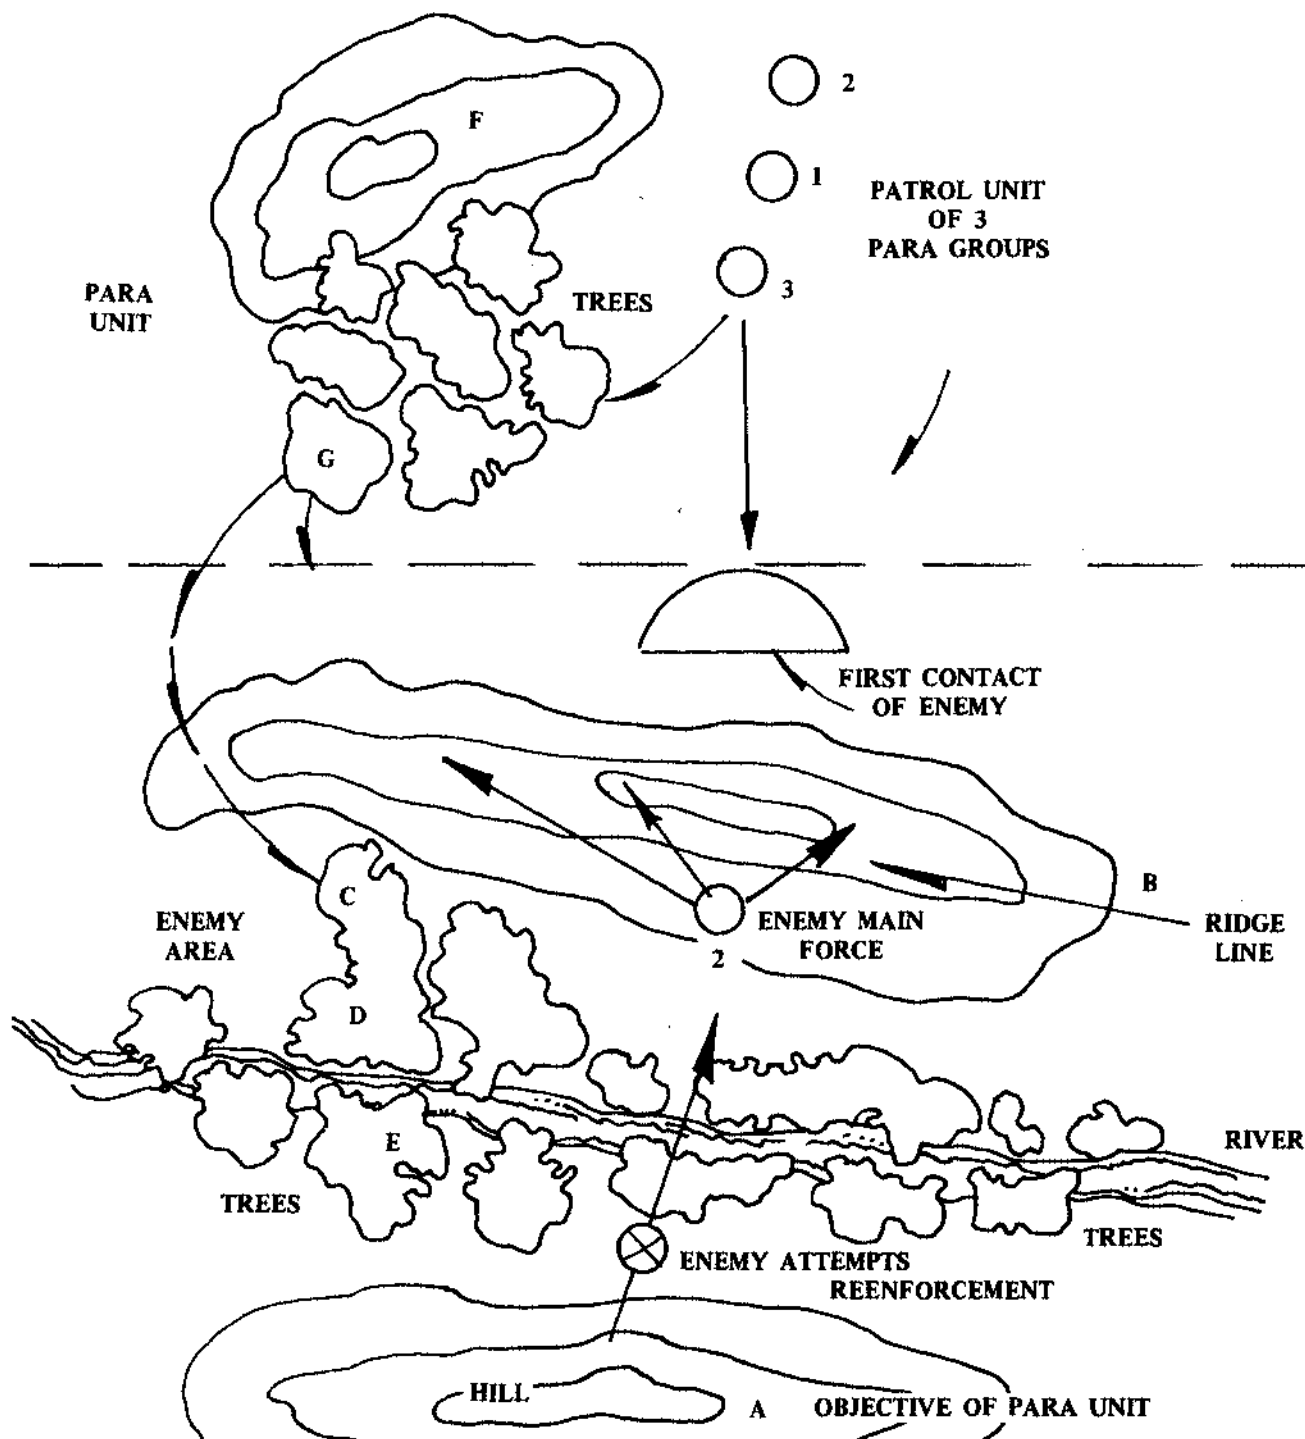 2
F
1
PATROL UNIT
OF 3
PARA GROUPS
3
PARA
UNIT
TREES
G
FIRST CONTACT
OF ENEMY
B
C
ENEMY
AREA
ENEMY MAIN
FORCE
2
RIDGE
LINE
D
E
RIVER
TREES
TREES
ENEMY ATTEMPTS
REENFORCEMENT
HILL
A
OBJECTIVE OF PARA UNIT